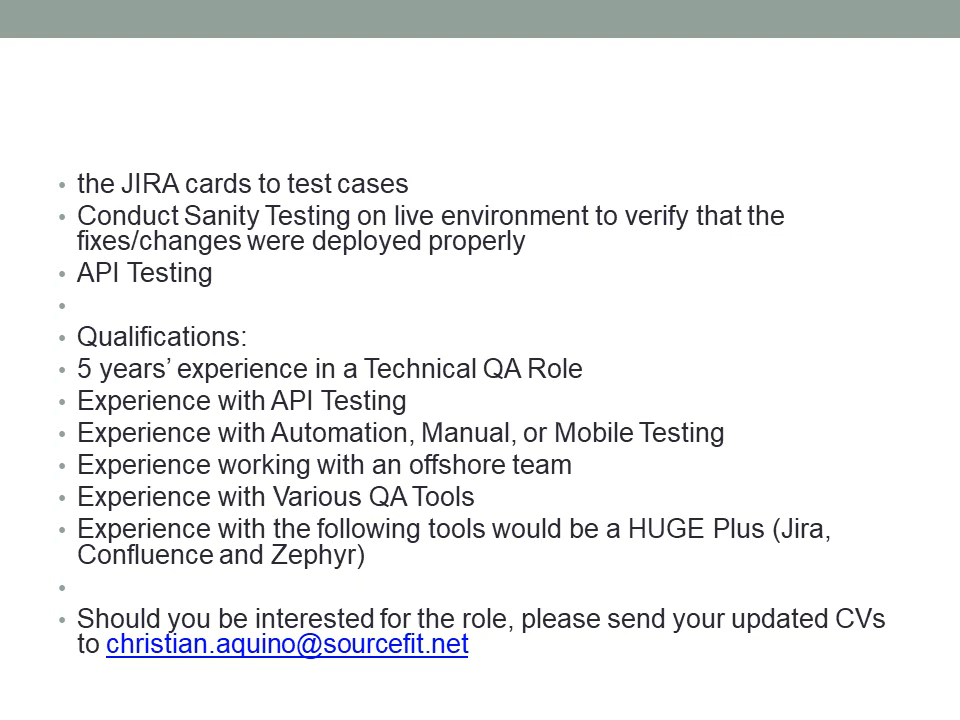 • the JIRA cards to test cases
• Conduct Sanity Testing on live environment to verify that the
fixes/changes were deployed properly
• API Testing
•
• Qualifications:
• 5 years’ experience in a Technical QA Role
• Experience with API Testing
• Experience with Automation, Manual, or Mobile Testing
• Experience working with an offshore team
• Experience with Various QA Tools
• Experience with the following tools would be a HUGE Plus (Jira,
Confluence and Zephyr)
•
• Should you be interested for the role, please send your updated CVs
to christian.aquino@sourcefit.net